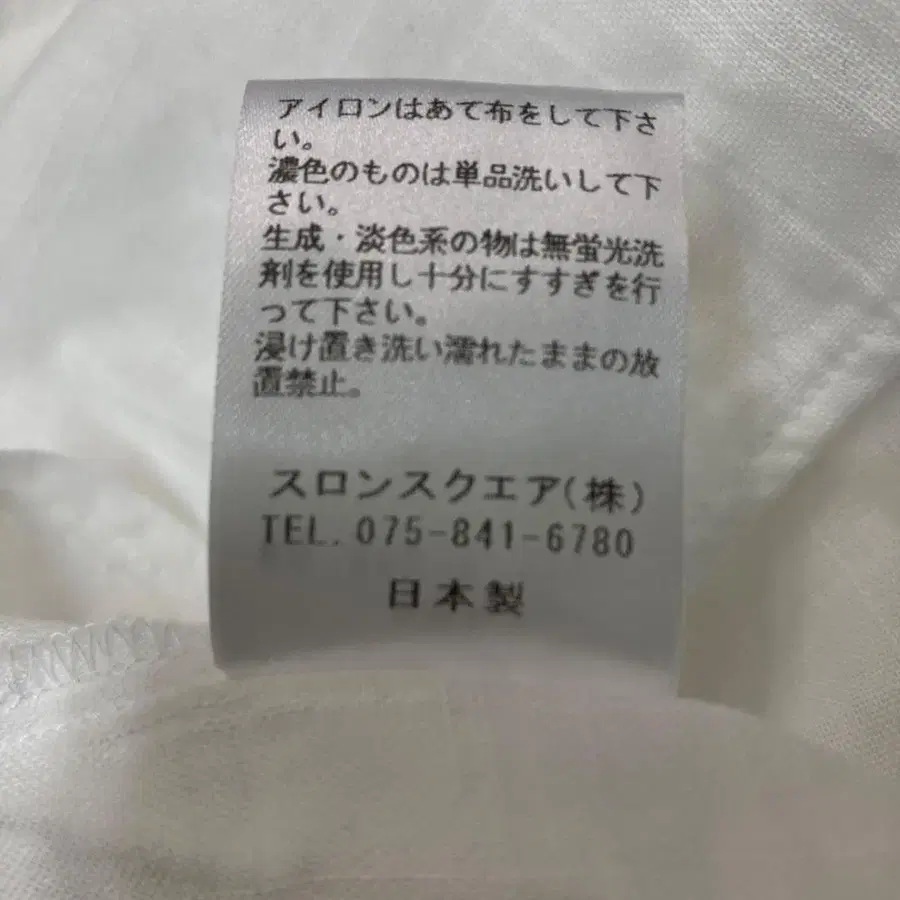 アイロンはあて布をして下さ
い。
濃色のものは単品洗いして下
さい。
生成・淡色系の物は無蛍光洗
剤を使用し十分にすすぎを行
って下さい。
浸け置き洗い濡れたままの放
置禁止。
スロンスクエア(株)
TEL. 075-841-6780
日本製